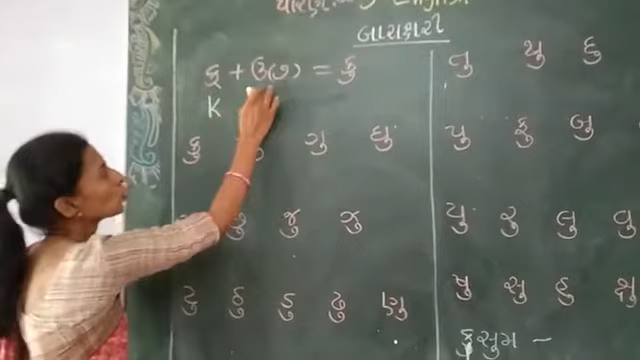 બારાક્ષરી
ક્ + ઉ(ુ) = કુ
K
કુ ગુ ઘુ
છુ જુ ઝુ
ટુ ઠુ ડુ ઢુ ણુ
તુ થુ દુ
પુ ફુ બુ
યુ રુ લુ વુ
ષુ સુ હુ ક્ષુ
કુસુમ –